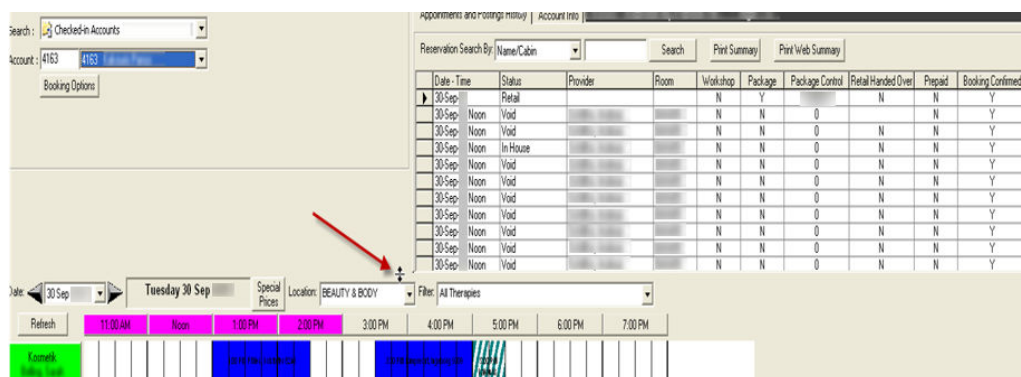 Appointments and Postings History Account Info
Search : Checked-in Accounts
Reservation Search By: Name/Cabin Search Print Summary Print Web Summary
Account : 4163 4163
Booking Options
Date - Time Status Provider Room Workshop Package Package Control Retail Handed Over Prepaid Booking Confirmed
30-Sep- Retail N Y N N Y
30-Sep- Noon Void N N 0 N Y
30-Sep- Noon Void N N 0 N N Y
30-Sep- Noon In House N N 0 N N Y
30-Sep- Noon Void N N 0 N N Y
30-Sep- Noon Void N N 0 N N Y
30-Sep- Noon Void N N 0 N N Y
30-Sep- Noon Void N N 0 N N Y
30-Sep- Noon Void N N 0 N N Y
30-Sep- Noon Void N N 0 N N Y
30-Sep- Noon Void N N 0 N N Y
Date: 30 Sep Tuesday 30 Sep Special Prices Location: BEAUTY & BODY Filter: All Therapies
Refresh 11:00 AM Noon 1:00 PM 2:00 PM 3:00 PM 4:00 PM 5:00 PM 6:00 PM 7:00 PM
Kosmetik